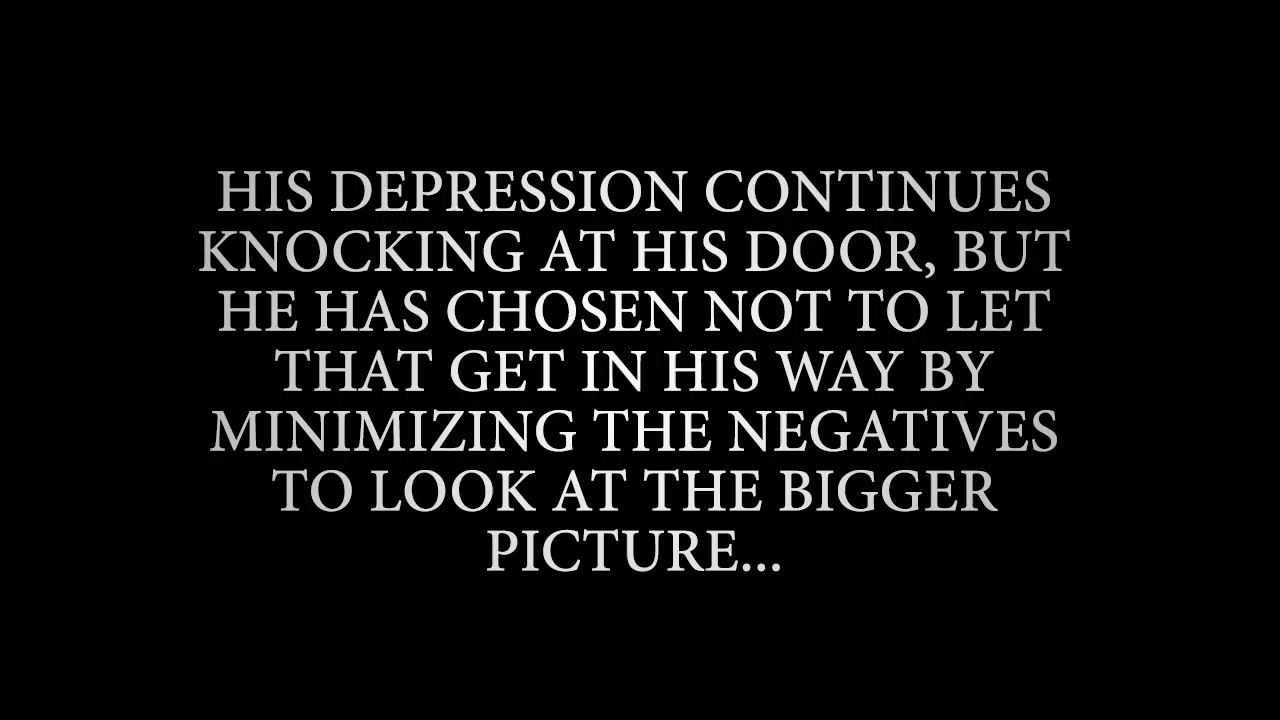 HIS DEPRESSION CONTINUES
KNOCKING AT HIS DOOR, BUT
HE HAS CHOSEN NOT TO LET
THAT GET IN HIS WAY BY
MINIMIZING THE NEGATIVES
TO LOOK AT THE BIGGER
PICTURE...